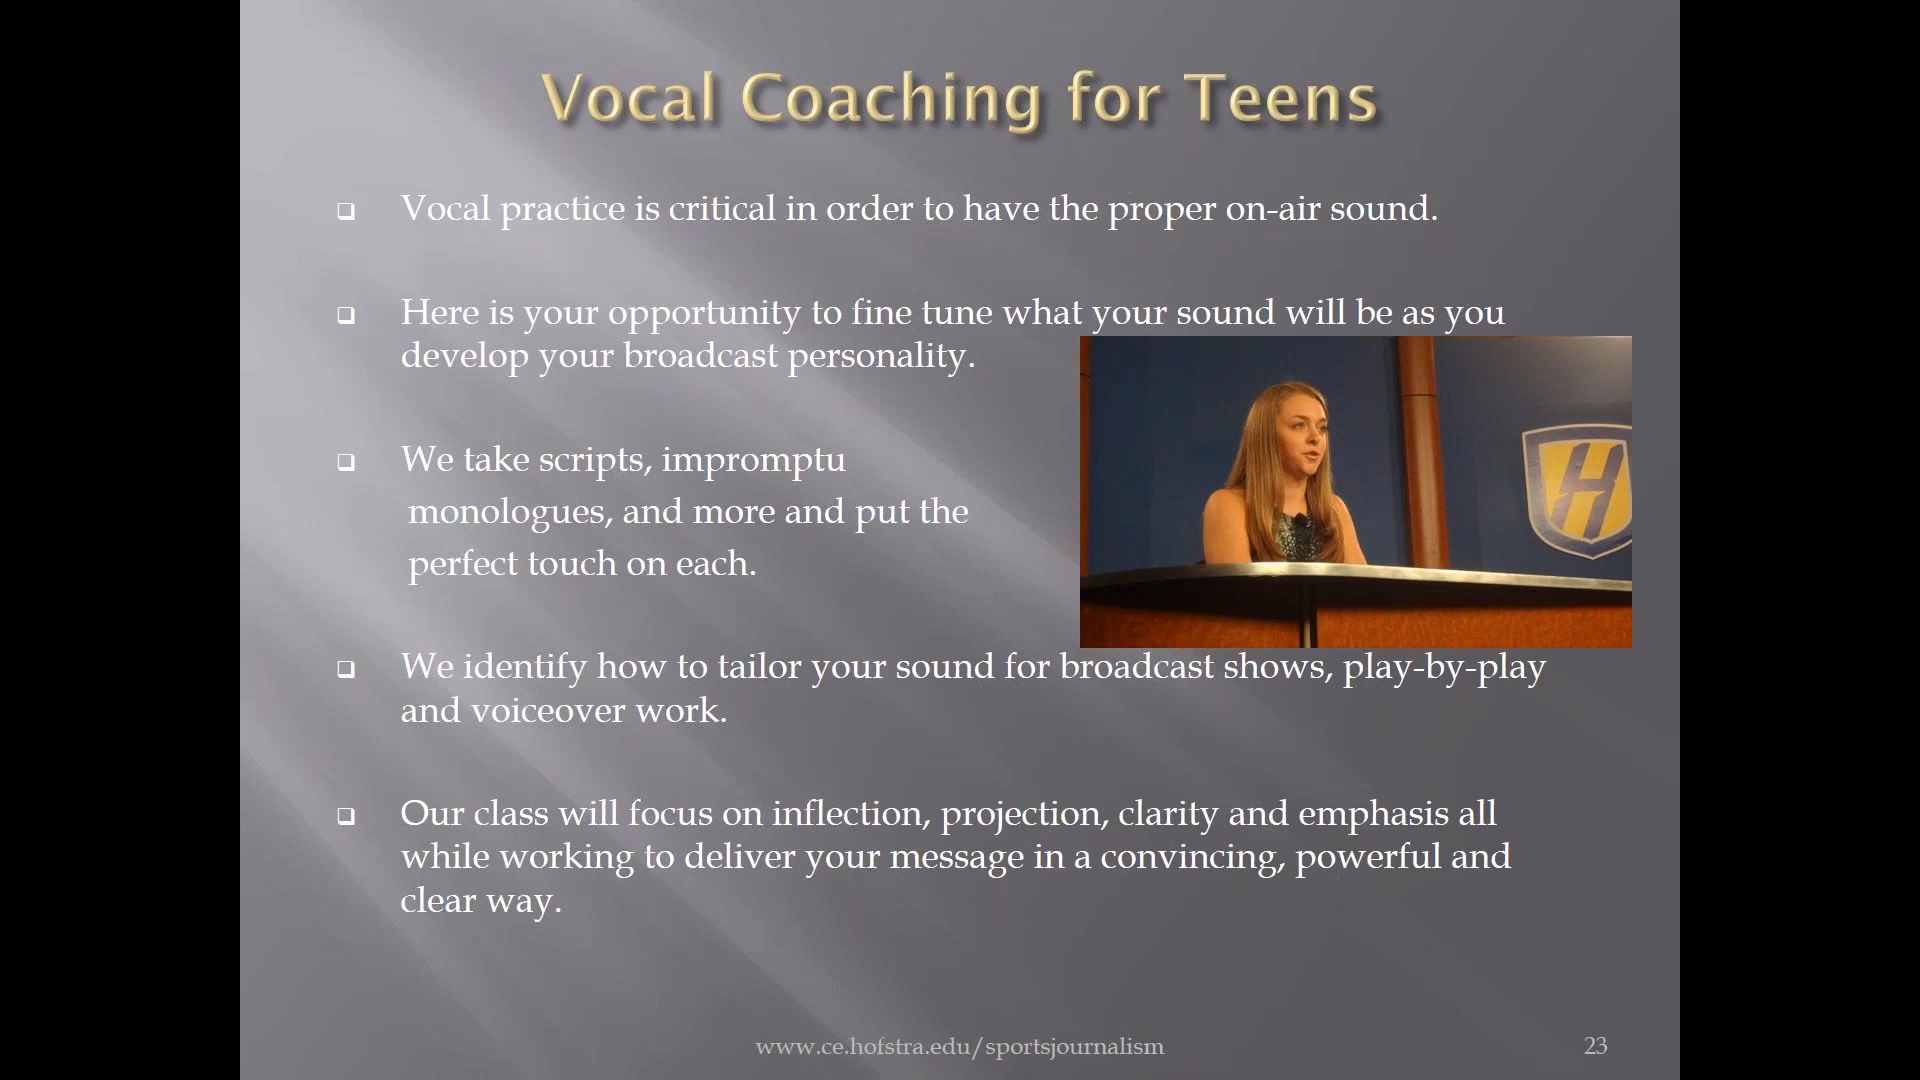 Vocal Coaching for Teens
Vocal practice is critical in order to have the proper on-air sound.
Here is your opportunity to fine tune what your sound will be as you
develop your broadcast personality.
We take scripts, impromptu
monologues, and more and put the
perfect touch on each.
H
We identify how to tailor your sound for broadcast shows, play-by-play
and voiceover work.
Our class will focus on inflection, projection, clarity and emphasis all
while working to deliver your message in a convincing, powerful and
clear way.
www.ce.hofstra.edu/sportsjournalism
23